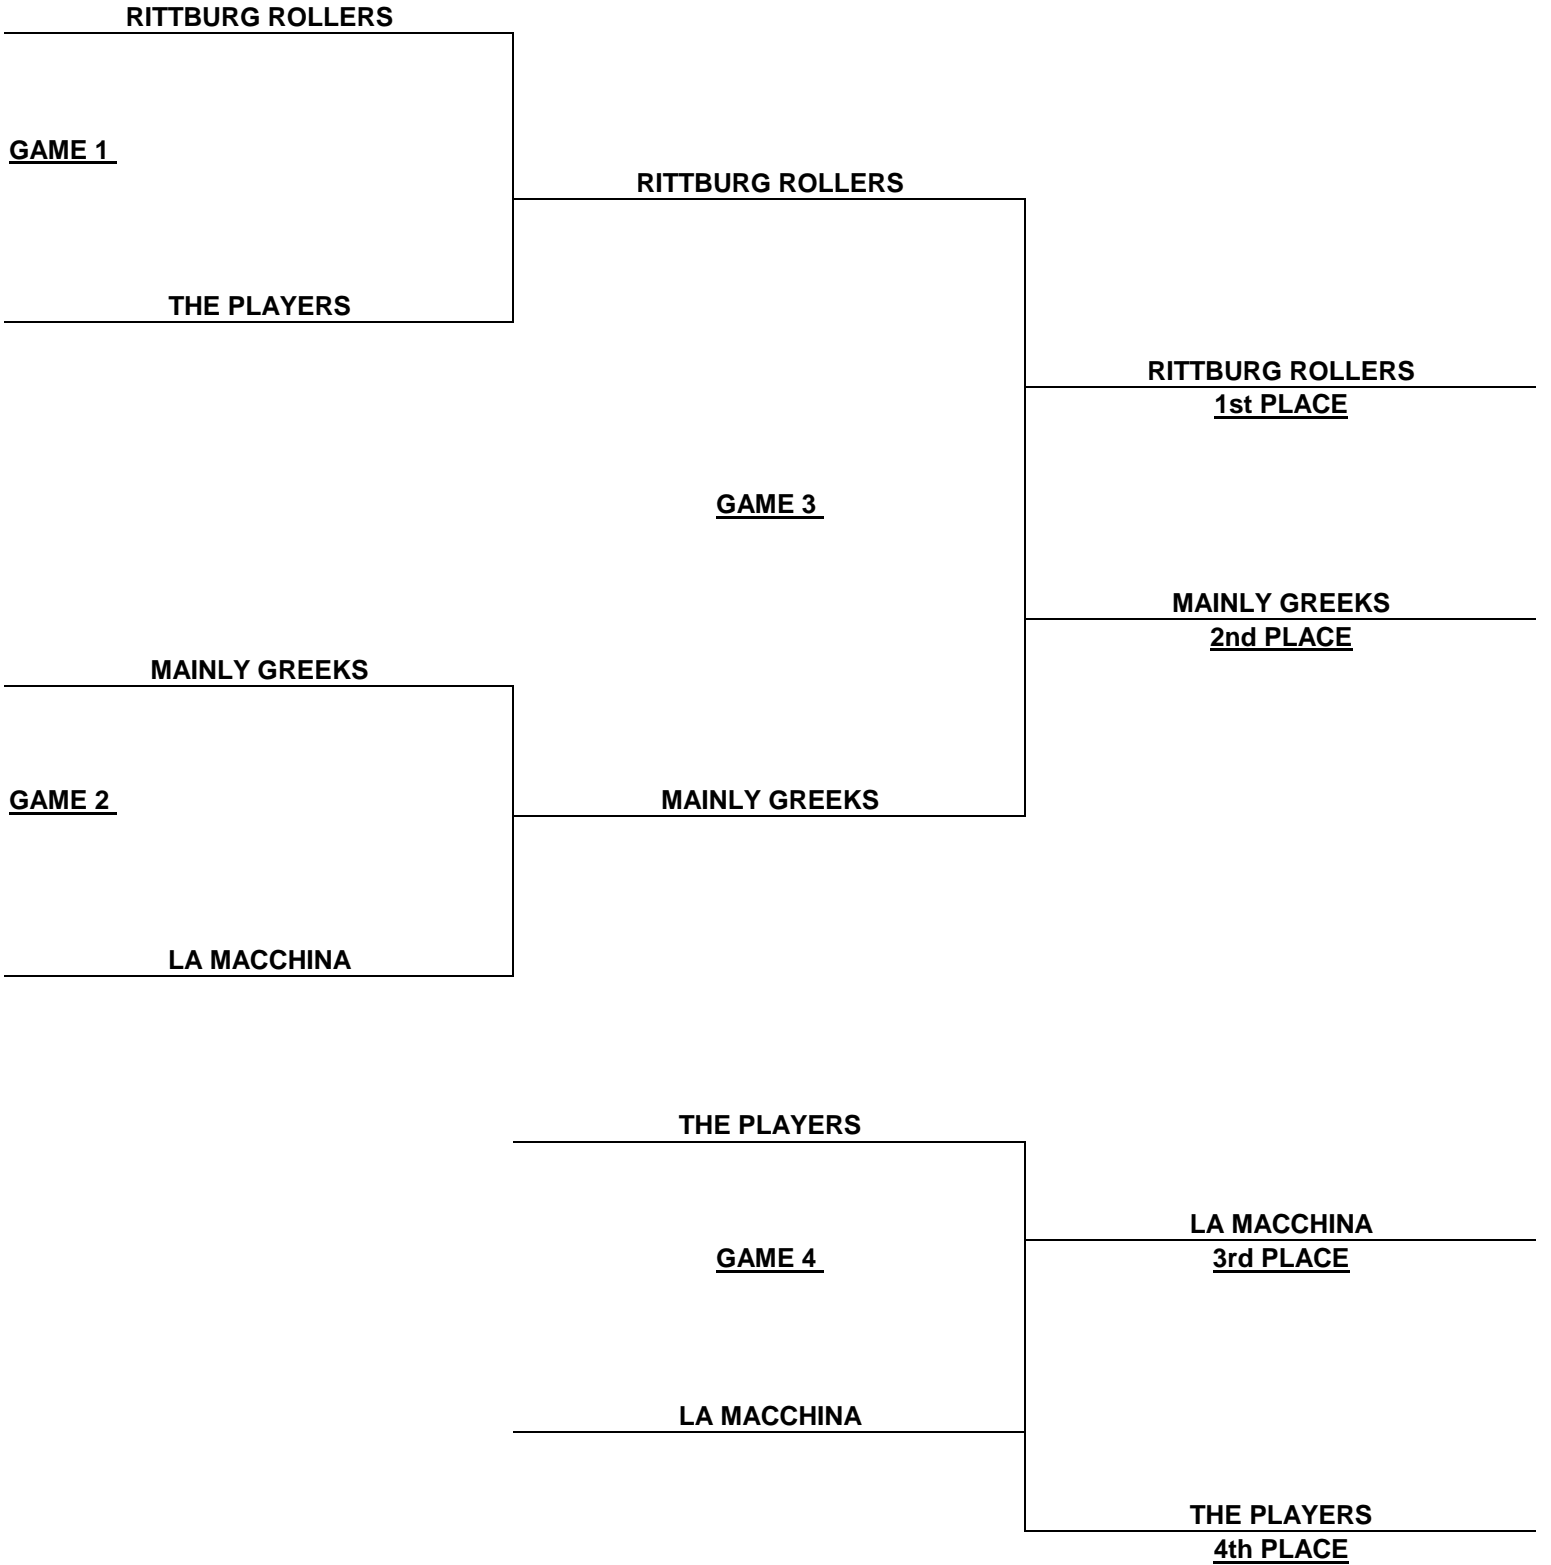 RITTBURG ROLLERS
GAME 1
RITTBURG ROLLERS
THE PLAYERS
RITTBURG ROLLERS
1st PLACE
GAME 3
MAINLY GREEKS
2nd PLACE
MAINLY GREEKS
GAME 2
MAINLY GREEKS
LA MACCHINA
THE PLAYERS
LA MACCHINA
GAME 4
3rd PLACE
LA MACCHINA
THE PLAYERS
4th PLACE